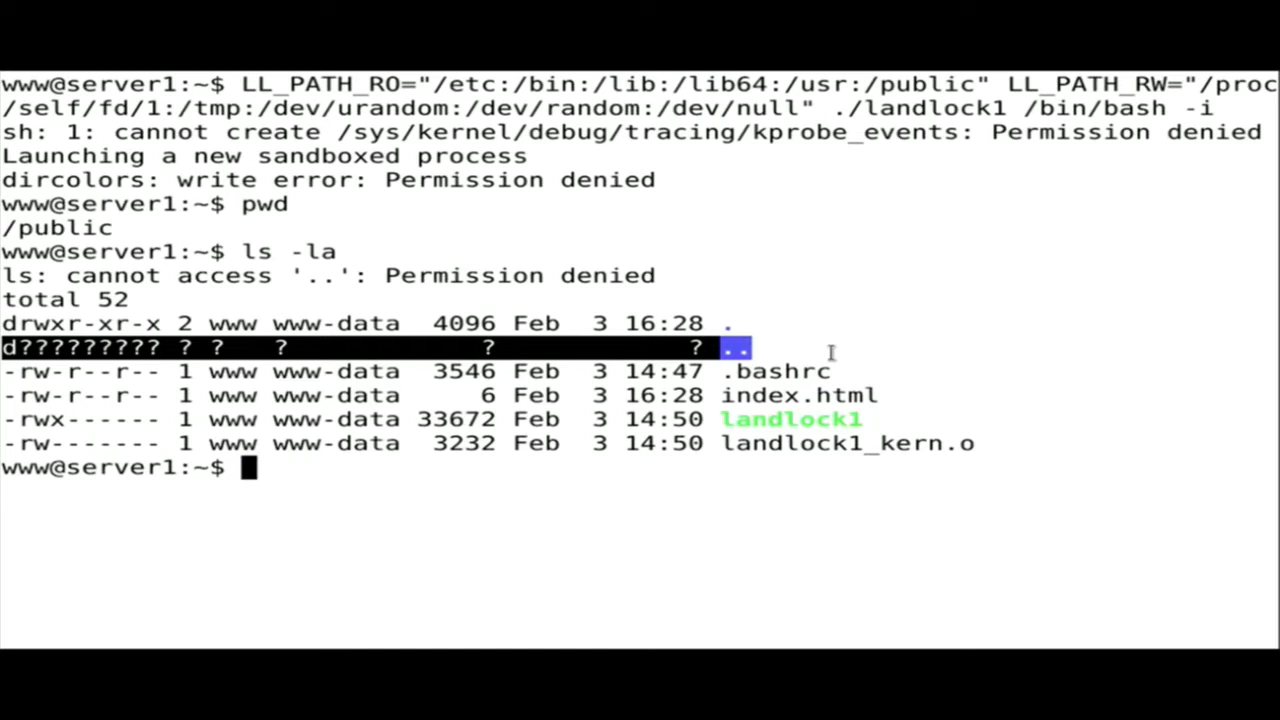 www@server1:~$ LL_PATH_RO="/etc:/bin:/lib:/lib64:/usr:/public" LL_PATH_RW="/proc
/self/fd/1:/tmp:/dev/urandom:/dev/random:/dev/null" ./landlock1 /bin/bash -i
sh: 1: cannot create /sys/kernel/debug/tracing/kprobe_events: Permission denied
Launching a new sandboxed process
dircolors: write error: Permission denied
www@server1:~$ pwd
/public
www@server1:~$ ls -la
ls: cannot access '..': Permission denied
total 52
drwxr-xr-x 2 www www-data  4096 Feb  3 16:28 .
d????????? ? ?   ?            ?            ? ..
-rw-r--r-- 1 www www-data  3546 Feb  3 14:47 .bashrc
-rw-r--r-- 1 www www-data     6 Feb  3 16:28 index.html
-rwx------ 1 www www-data 33672 Feb  3 14:50 landlock1
-rw------- 1 www www-data  3232 Feb  3 14:50 landlock1_kern.o
www@server1:~$